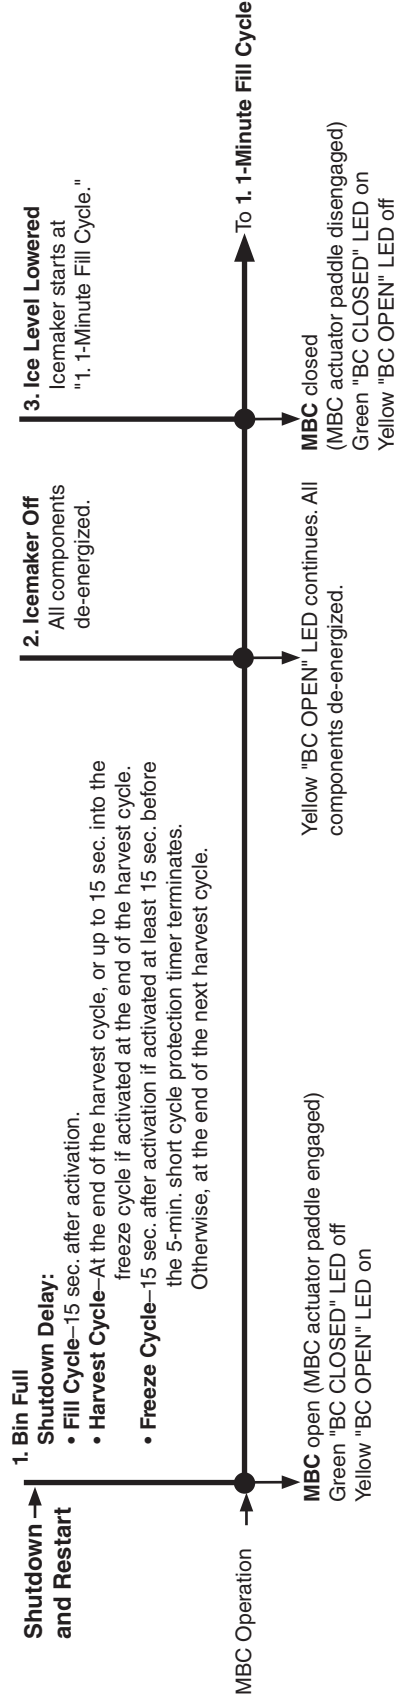 Shutdown
and Restart
1. Bin Full
Shutdown Delay:
• Fill Cycle–15 sec. after activation.
• Harvest Cycle–At the end of the harvest cycle, or up to 15 sec. into the
freeze cycle if activated at the end of the harvest cycle.
• Freeze Cycle–15 sec. after activation if activated at least 15 sec. before
the 5-min. short cycle protection timer terminates.
Otherwise, at the end of the next harvest cycle.
2. Icemaker Off
All components
de-energized.
3. Ice Level Lowered
Icemaker starts at
"1. 1-Minute Fill Cycle."
MBC Operation
To 1. 1-Minute Fill Cycle
MBC open (MBC actuator paddle engaged)
Green "BC CLOSED" LED off
Yellow "BC OPEN" LED on
Yellow "BC OPEN" LED continues. All
components de-energized.
MBC closed
(MBC actuator paddle disengaged)
Green "BC CLOSED" LED on
Yellow "BC OPEN" LED off